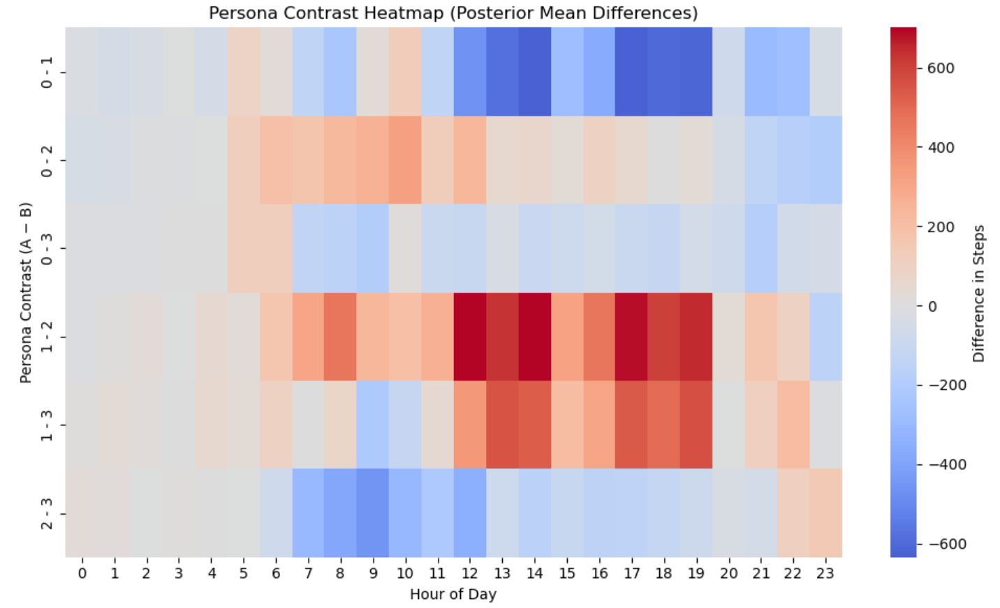 Persona Contrast Heatmap (Posterior Mean Differences)
Persona Contrast (A − B)
0 - 1
0 - 2
0 - 3
1 - 2
1 - 3
2 - 3
0 1 2 3 4 5 6 7 8 9 10 11 12 13 14 15 16 17 18 19 20 21 22 23
Hour of Day
600
400
200
0
−200
−400
−600
Difference in Steps